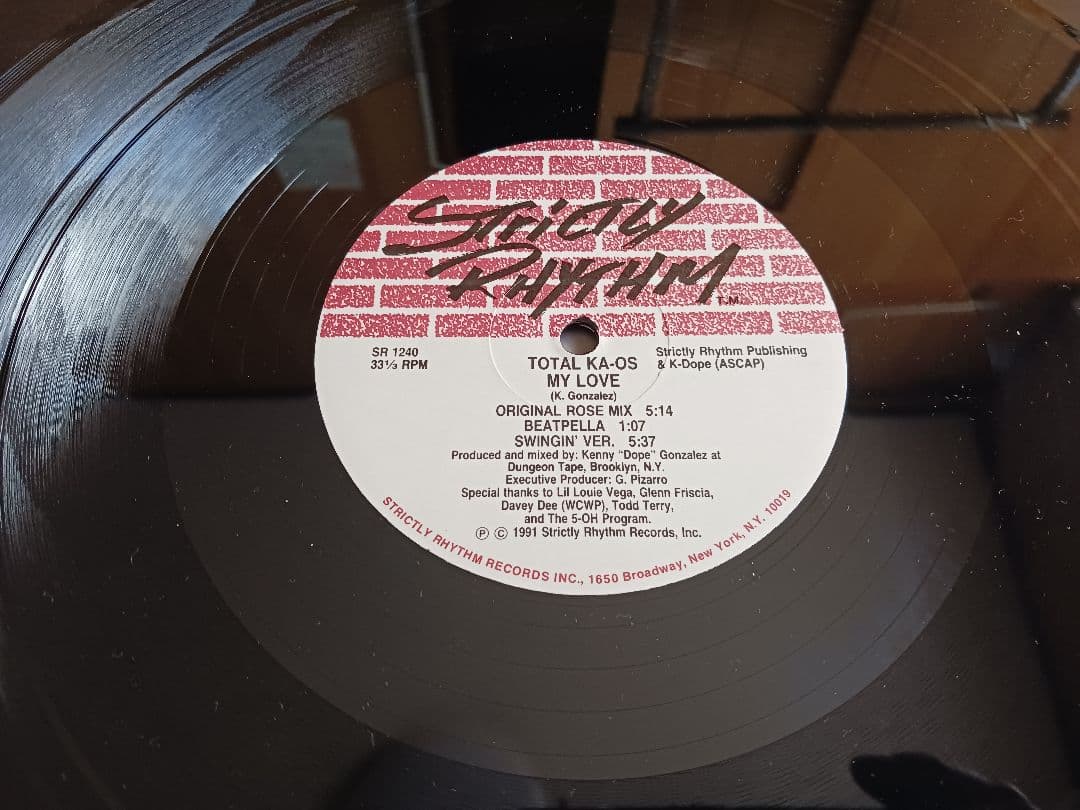 STRICTLY
RHYTHM T.M.
SR 1240
33⅓ RPM
Strictly Rhythm Publishing
& K-Dope (ASCAP)
TOTAL KA-OS
MY LOVE
(K. Gonzalez)
ORIGINAL ROSE MIX 5:14
BEATPELLA 1:07
SWINGIN' VER. 5:37
Produced and mixed by: Kenny "Dope" Gonzalez at
Dungeon Tape, Brooklyn, N.Y.
Executive Producer: G. Pizarro
Special thanks to Lil Louie Vega, Glenn Friscia,
Davey Dee (WCWP), Todd Terry,
and The 5-OH Program.
Ⓟ © 1991 Strictly Rhythm Records, Inc.
STRICTLY RHYTHM RECORDS INC., 1650 Broadway, New York, N.Y. 10019